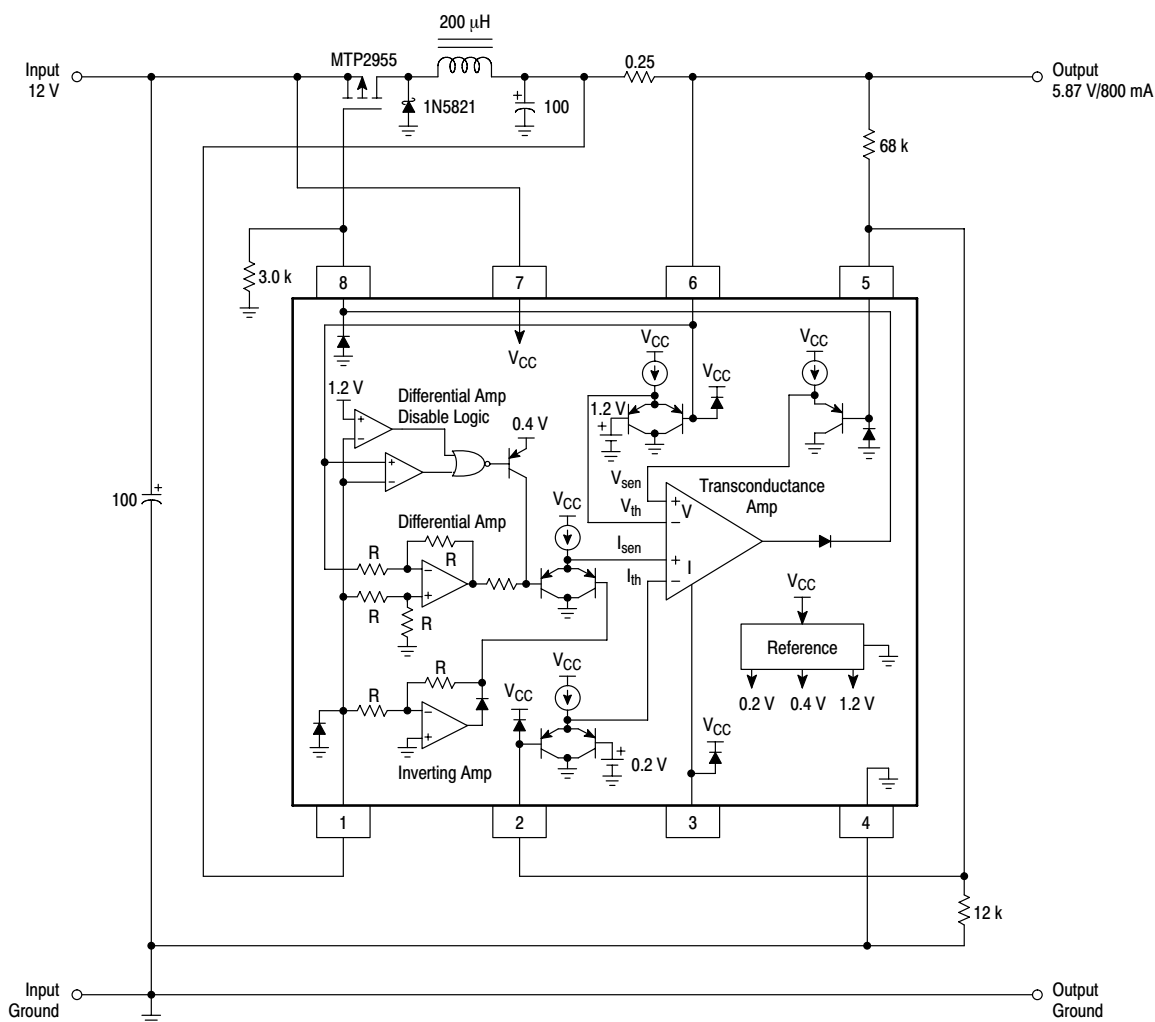 200 μH
MTP2955
0.25
Input
12 V
1N5821
100
Output
5.87 V/800 mA
68 k
3.0 k
8
7
6
5
VCC
VCC
VCC
VCC
1.2 V
Differential Amp
Disable Logic
0.4 V
1.2 V
Vsen
Vth
V
Transconductance
Amp
100
VCC
Differential Amp
Isen
Ith
I
R
R
R
R
VCC
Reference
0.2 V
0.4 V
1.2 V
R
R
VCC
VCC
VCC
0.2 V
Inverting Amp
1
2
3
4
12 k
Input
Ground
Output
Ground